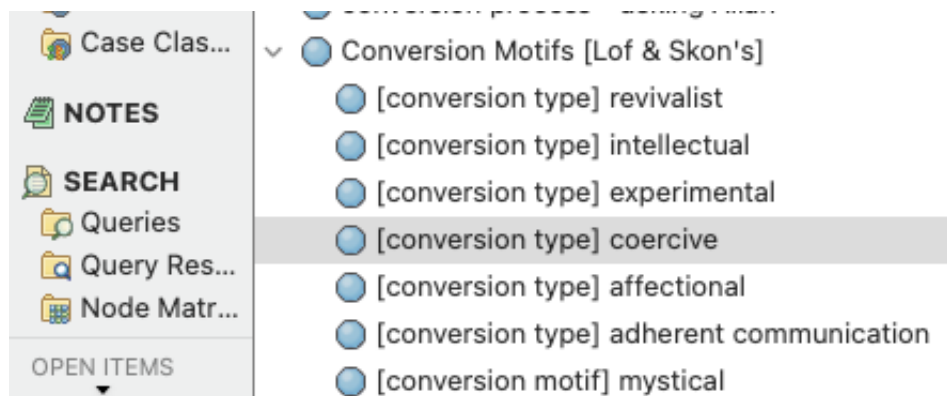 Case Clas...
NOTES
SEARCH
Queries
Query Res...
Node Matr...
OPEN ITEMS
Conversion Motifs [Lof & Skon's]
[conversion type] revivalist
[conversion type] intellectual
[conversion type] experimental
[conversion type] coercive
[conversion type] affectional
[conversion type] adherent communication
[conversion motif] mystical